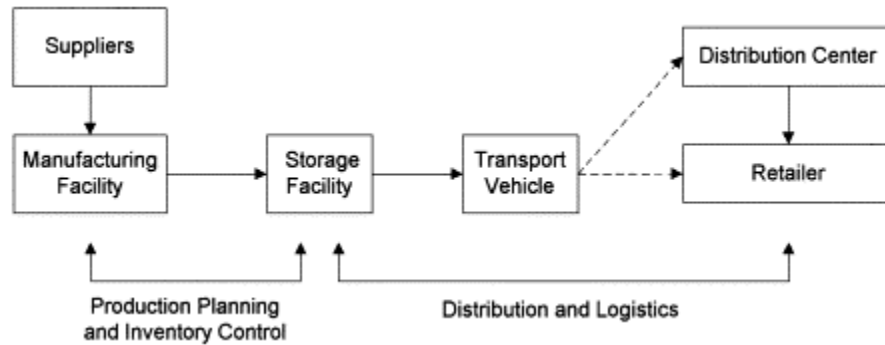 Suppliers
Distribution Center
Manufacturing
Facility
Storage
Facility
Transport
Vehicle
Retailer
Production Planning
and Inventory Control
Distribution and Logistics